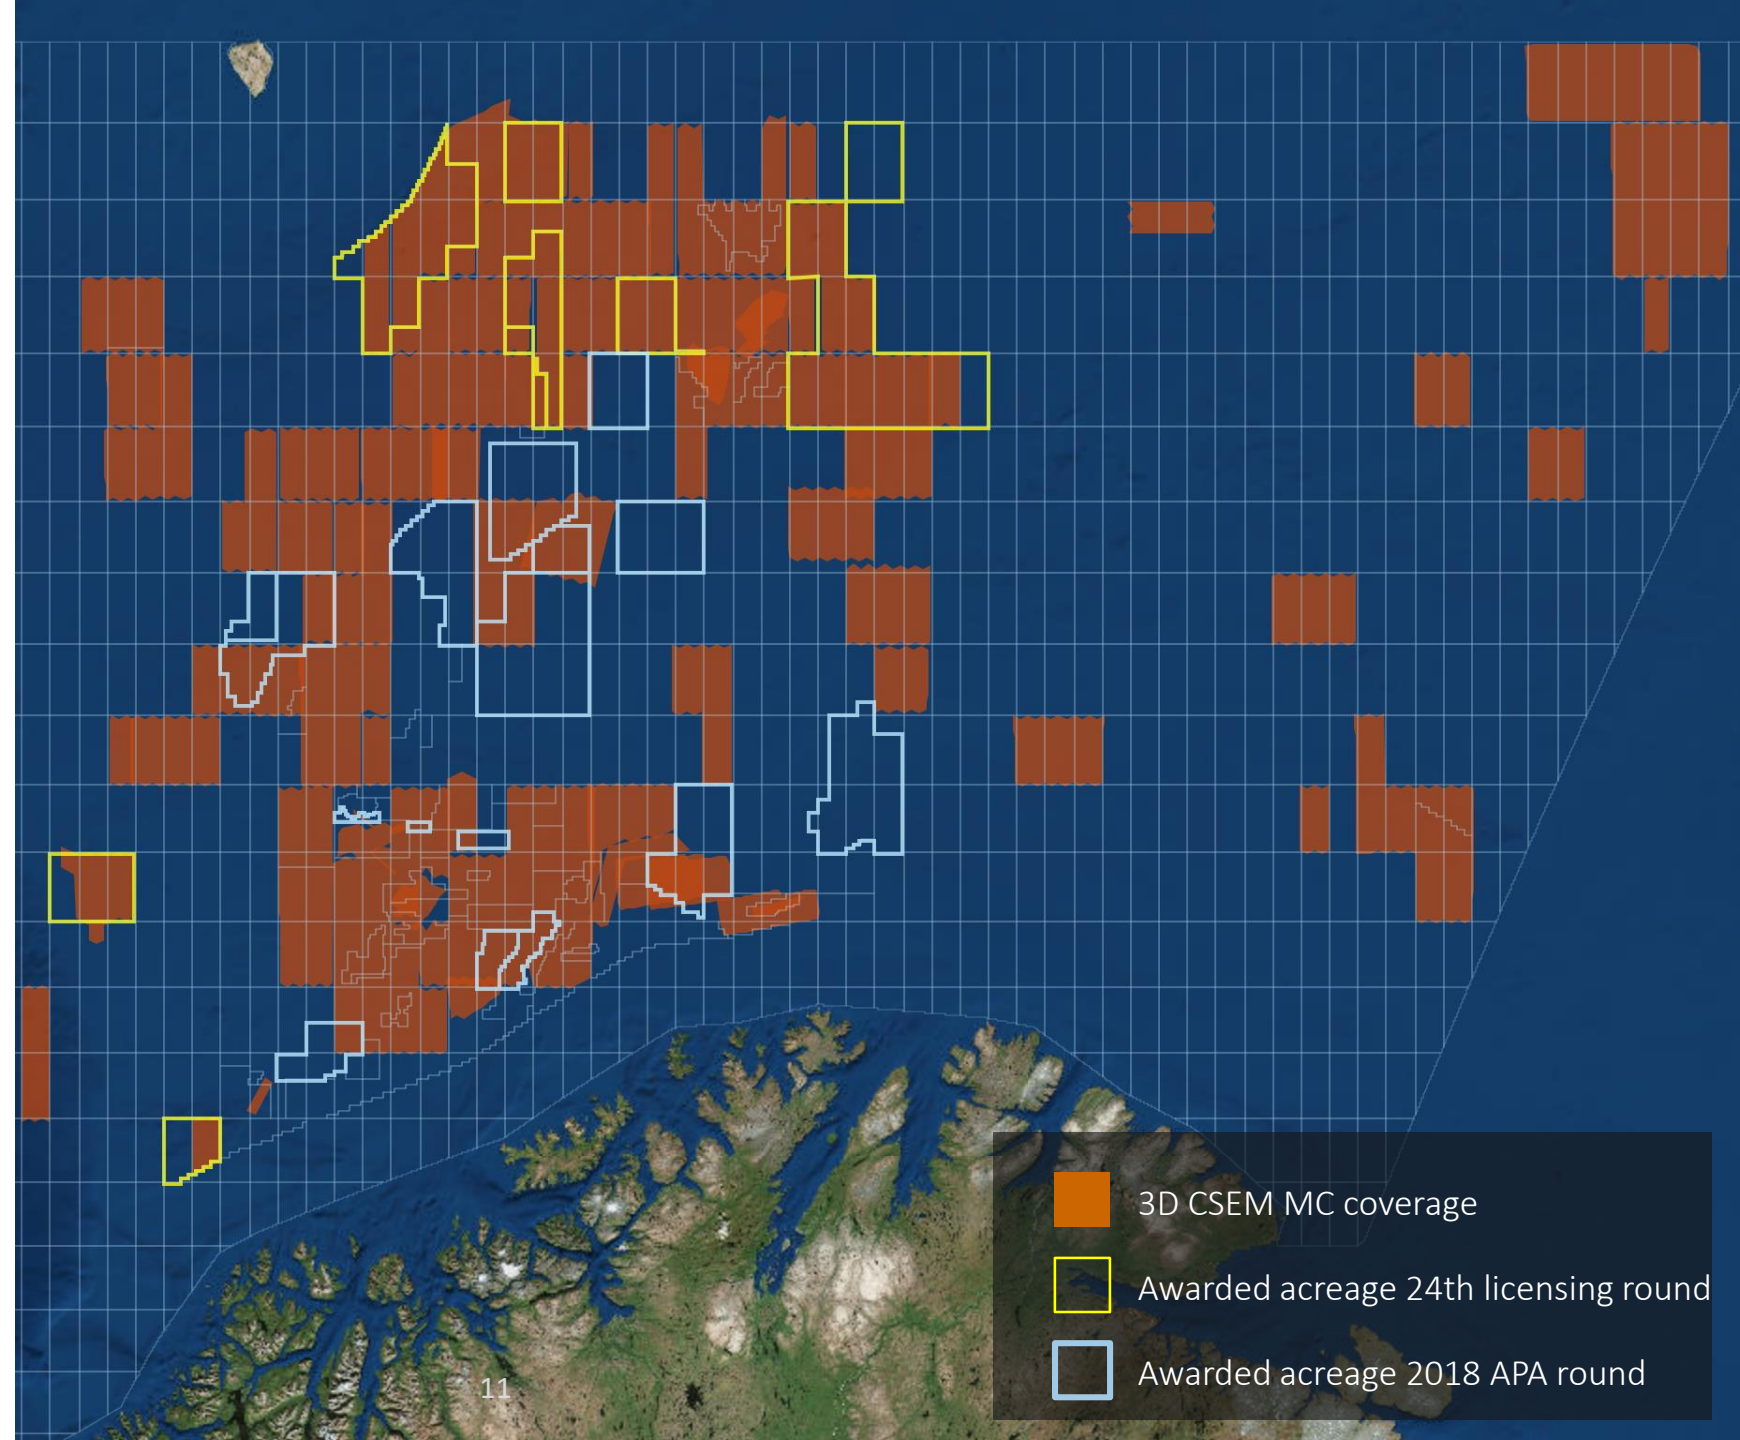 3D CSEM MC coverage
Awarded acreage 24th licensing round
Awarded acreage 2018 APA round
11